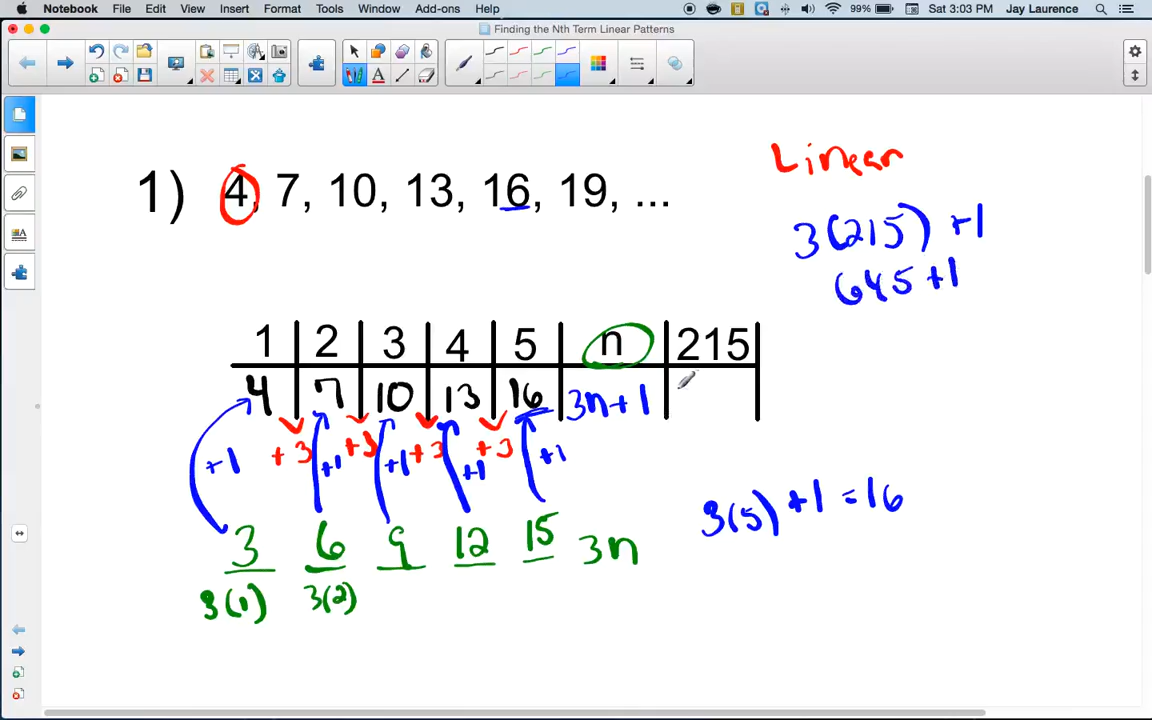 Notebook File Edit View Insert Format Tools Window Add-ons Help 99% Sat 3:03 PM Jay Laurence
Finding the Nth Term Linear Patterns
1) 4, 7, 10, 13, 16, 19, ...
Linear
3(215) +1
645 +1
1 2 3 4 5 n 215
4 7 10 13 16 3n+1
+1 +3 +1 +3 +1 +3 +1 +3 +1
3(5) +1 = 16
3 6 9 12 15 3n
3(1) 3(2)